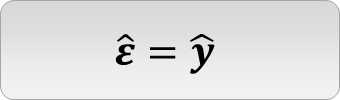 ε̂ = ŷ